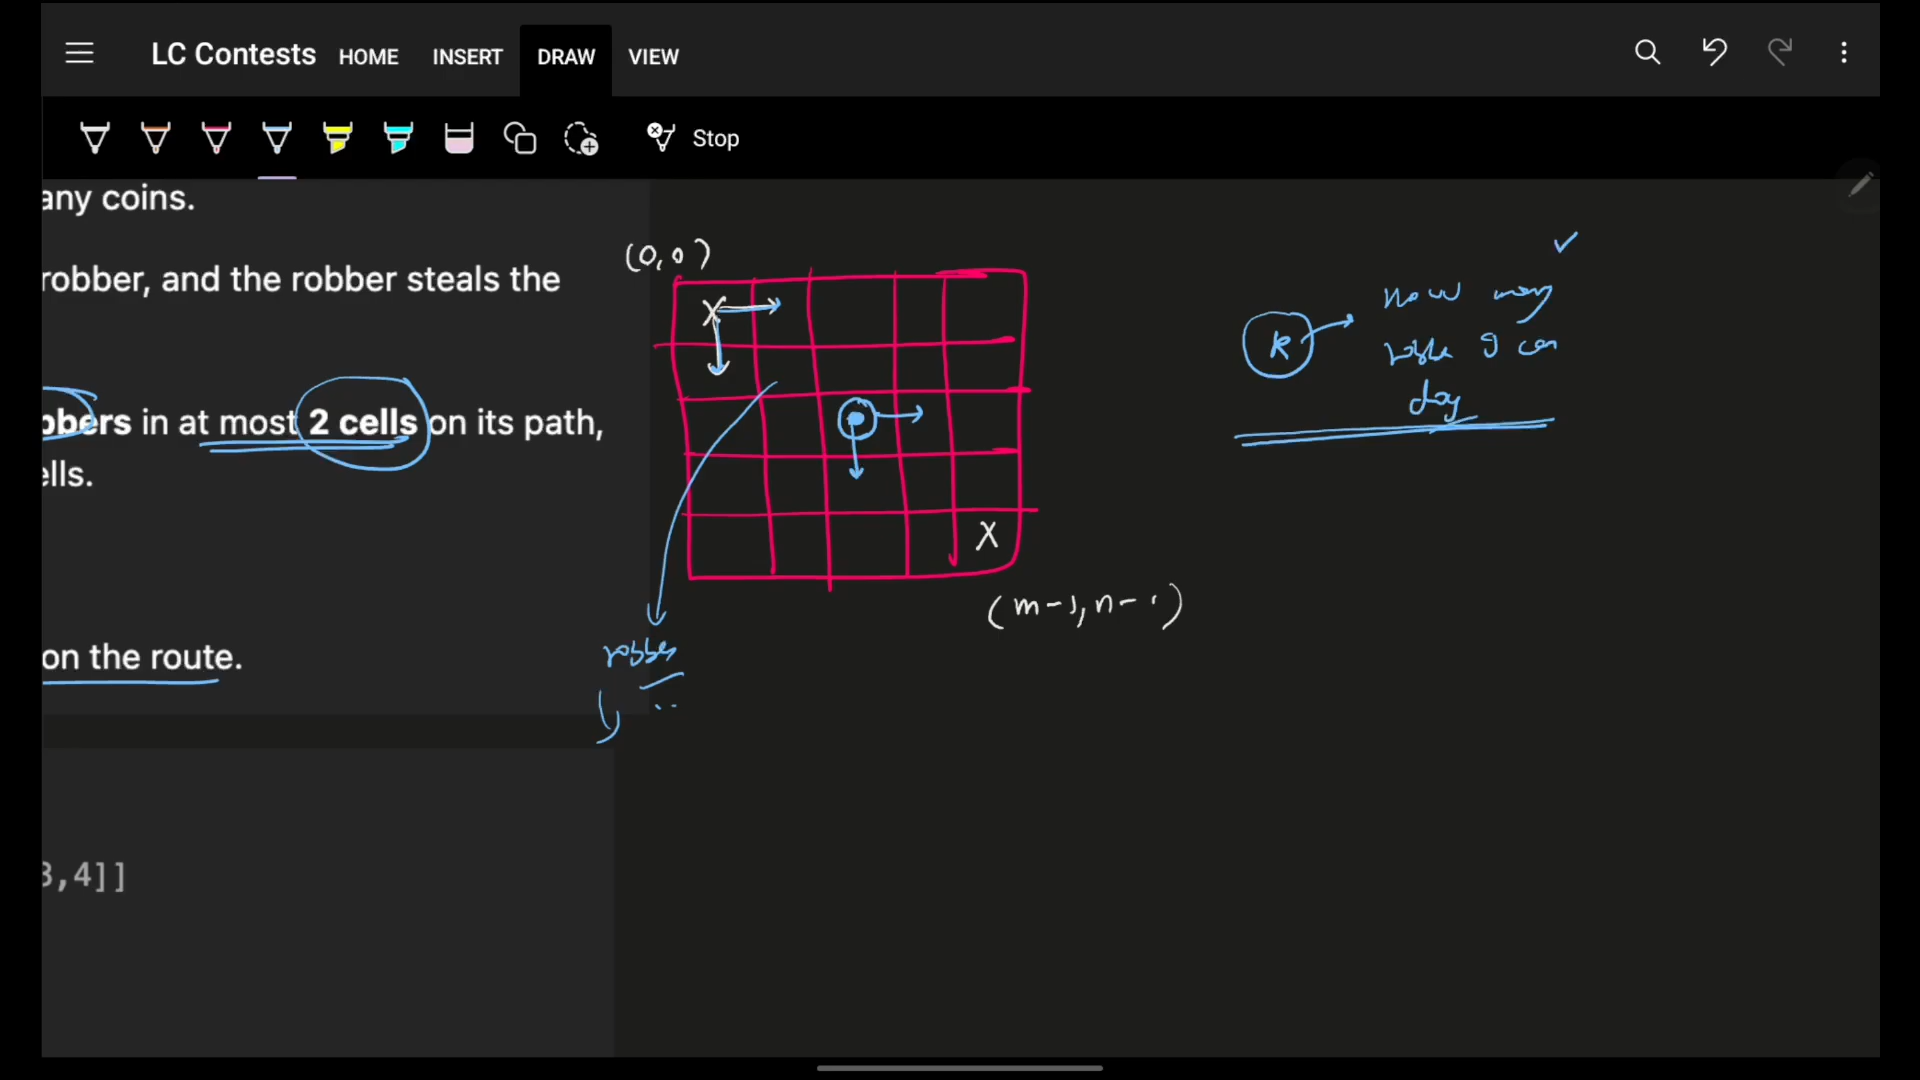 LC Contests HOME INSERT DRAW VIEW
Stop
any coins.
robber, and the robber steals the
bbers in at most 2 cells on its path,
ells.
on the route.
3,4]]
(0,0)
X
X
(m-1,n-1)
robber
k
how many
I can